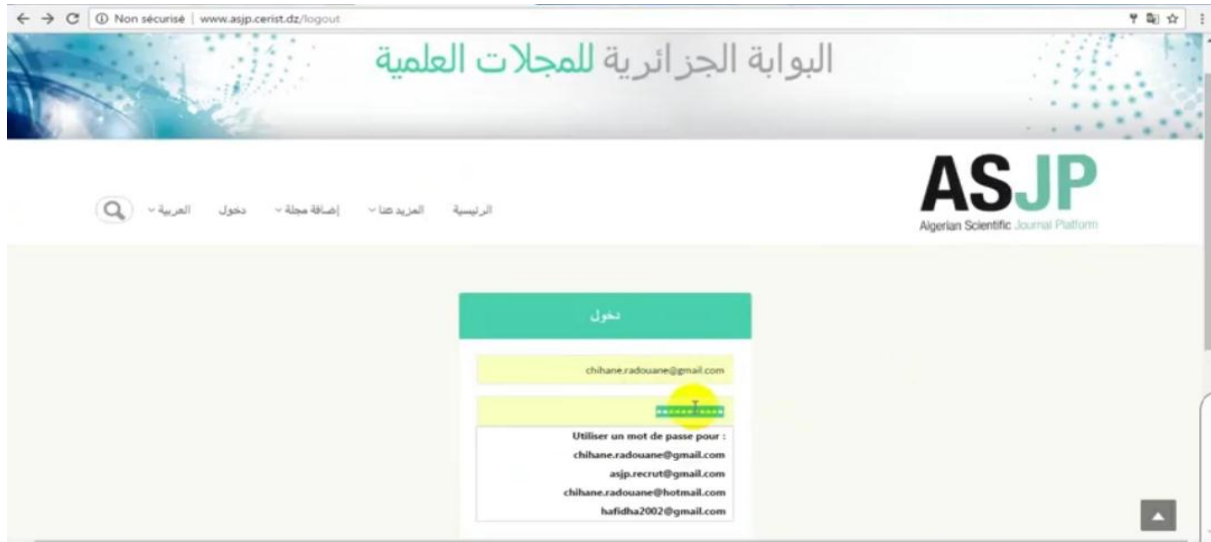 Non sécurisé | www.asjp.cerist.dz/logout
البوابة الجزائرية للمجلات العلمية
ASJP
Algerian Scientific Journal Platform
الرئيسية المزيد عنا إضافة مجلة دخول العربية
دخول
chihane.radouane@gmail.com
Utiliser un mot de passe pour :
chihane.radouane@gmail.com
asjp.recrut@gmail.com
chihane.radouane@hotmail.com
hafidha2002@gmail.com